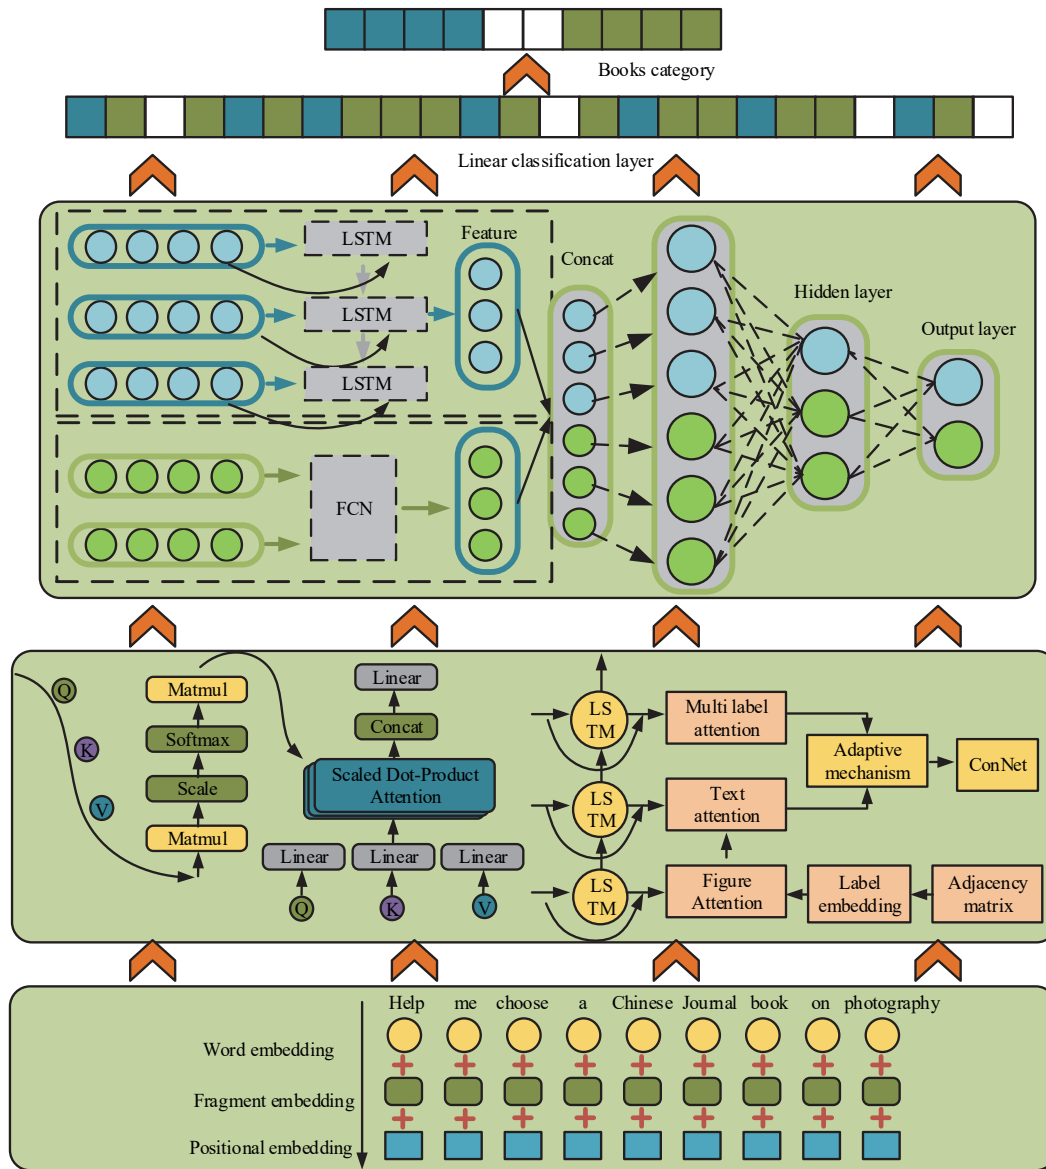 Books category
Linear classification layer
LSTM
Feature
Concat
LSTM
Hidden layer
Output layer
LSTM
FCN
Q
K
V
Matmul
Softmax
Scale
Matmul
Linear
Concat
Scaled Dot-Product
Attention
Linear
Linear
Linear
Q
K
V
LS
TM
LS
TM
LS
TM
Multi label
attention
Text
attention
Figure
Attention
Adaptive
mechanism
ConNet
Label
embedding
Adjacency
matrix
Help me choose a Chinese Journal book on photography
Word embedding
Fragment embedding
Positional embedding